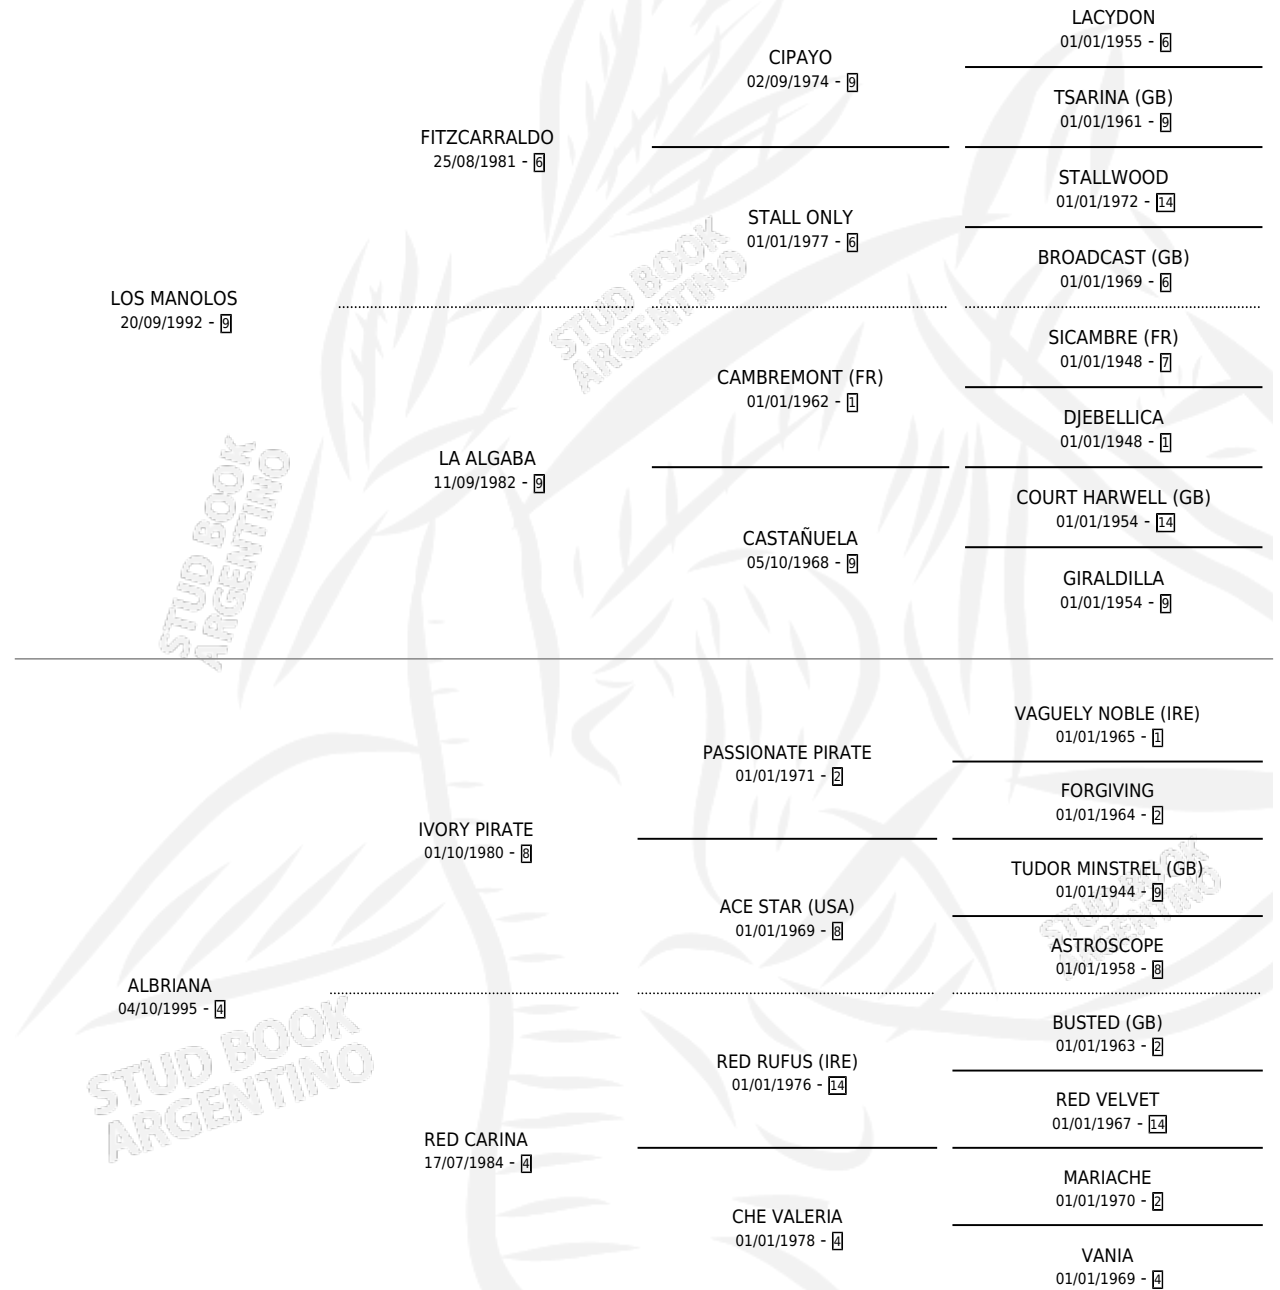 LACYDON
01/01/1955 - 6
CIPAYO
02/09/1974 - 9
TSARINA (GB)
01/01/1961 - 9
FITZCARRALDO
25/08/1981 - 6
STALLWOOD
01/01/1972 - 14
STALL ONLY
01/01/1977 - 6
BROADCAST (GB)
01/01/1969 - 6
LOS MANOLOS
20/09/1992 - 9
SICAMBRE (FR)
01/01/1948 - 7
CAMBREMONT (FR)
01/01/1962 - 1
DJEBELLICA
01/01/1948 - 1
LA ALGABA
11/09/1982 - 9
COURT HARWELL (GB)
01/01/1954 - 14
CASTAÑUELA
05/10/1968 - 9
GIRALDILLA
01/01/1954 - 9
VAGUELY NOBLE (IRE)
01/01/1965 - 1
PASSIONATE PIRATE
01/01/1971 - 2
FORGIVING
01/01/1964 - 2
IVORY PIRATE
01/10/1980 - 8
TUDOR MINSTREL (GB)
01/01/1944 - 9
ACE STAR (USA)
01/01/1969 - 8
ASTROSCOPE
01/01/1958 - 8
ALBRIANA
04/10/1995 - 4
BUSTED (GB)
01/01/1963 - 2
RED RUFUS (IRE)
01/01/1976 - 14
RED VELVET
01/01/1967 - 14
RED CARINA
17/07/1984 - 4
MARIACHE
01/01/1970 - 2
CHE VALERIA
01/01/1978 - 4
VANIA
01/01/1969 - 4
STUD BOOK
ARGENTINO
STUD BOOK
ARGENTINO
STUD BOOK
ARGENTINO
STUD BOOK
ARGENTINO